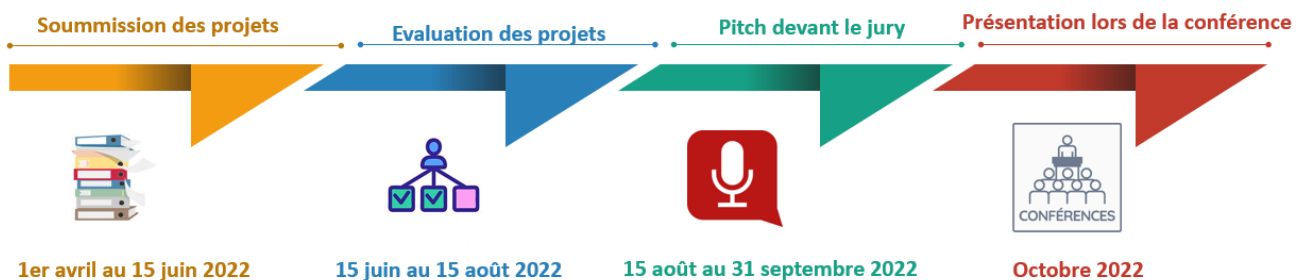 Soummission des projets
Evaluation des projets
Pitch devant le jury
Présentation lors de la conférence
CONFÉRENCES
1er avril au 15 juin 2022
15 juin au 15 août 2022
15 août au 31 septembre 2022
Octobre 2022